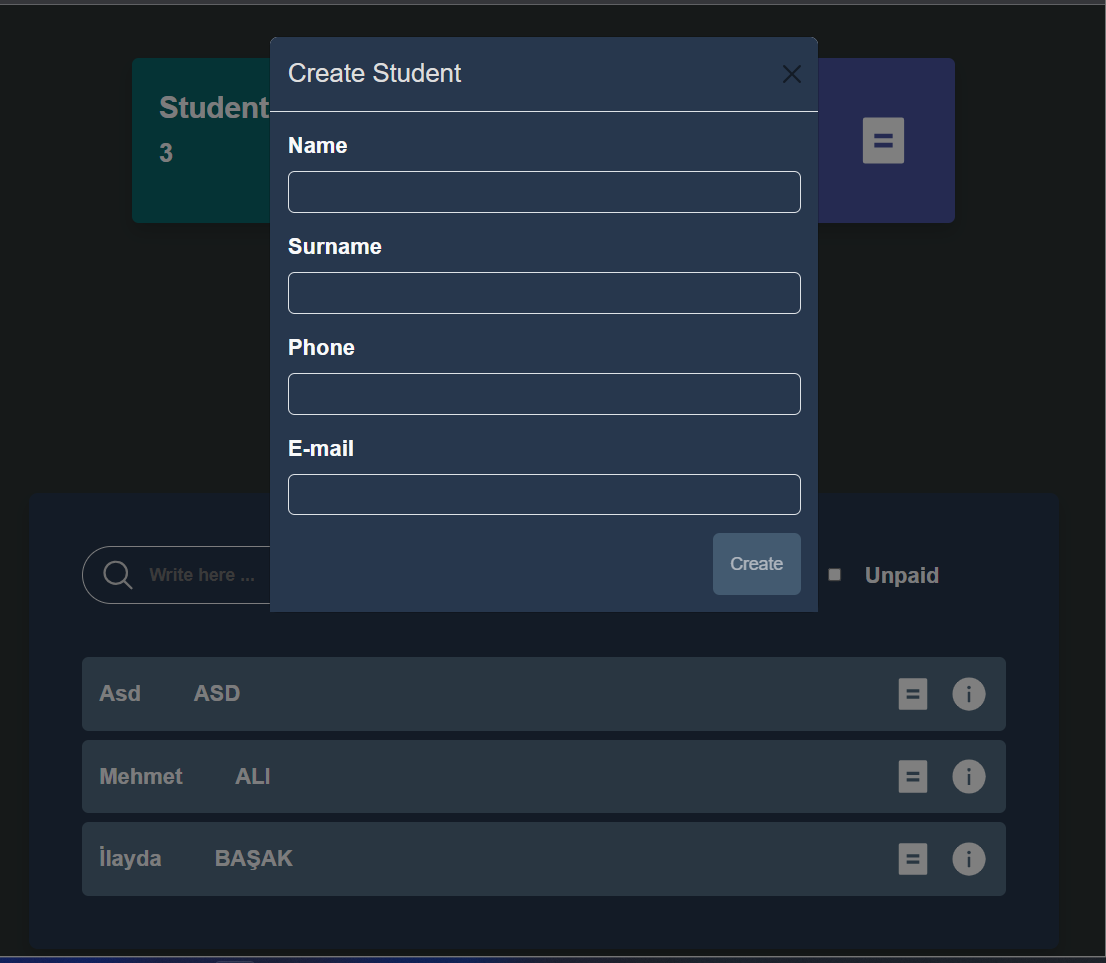 Create Student
Student
3
Name
Surname
Phone
E-mail
Create
Write here ...
Unpaid
Asd ASD
Mehmet ALI
İlayda BAŞAK